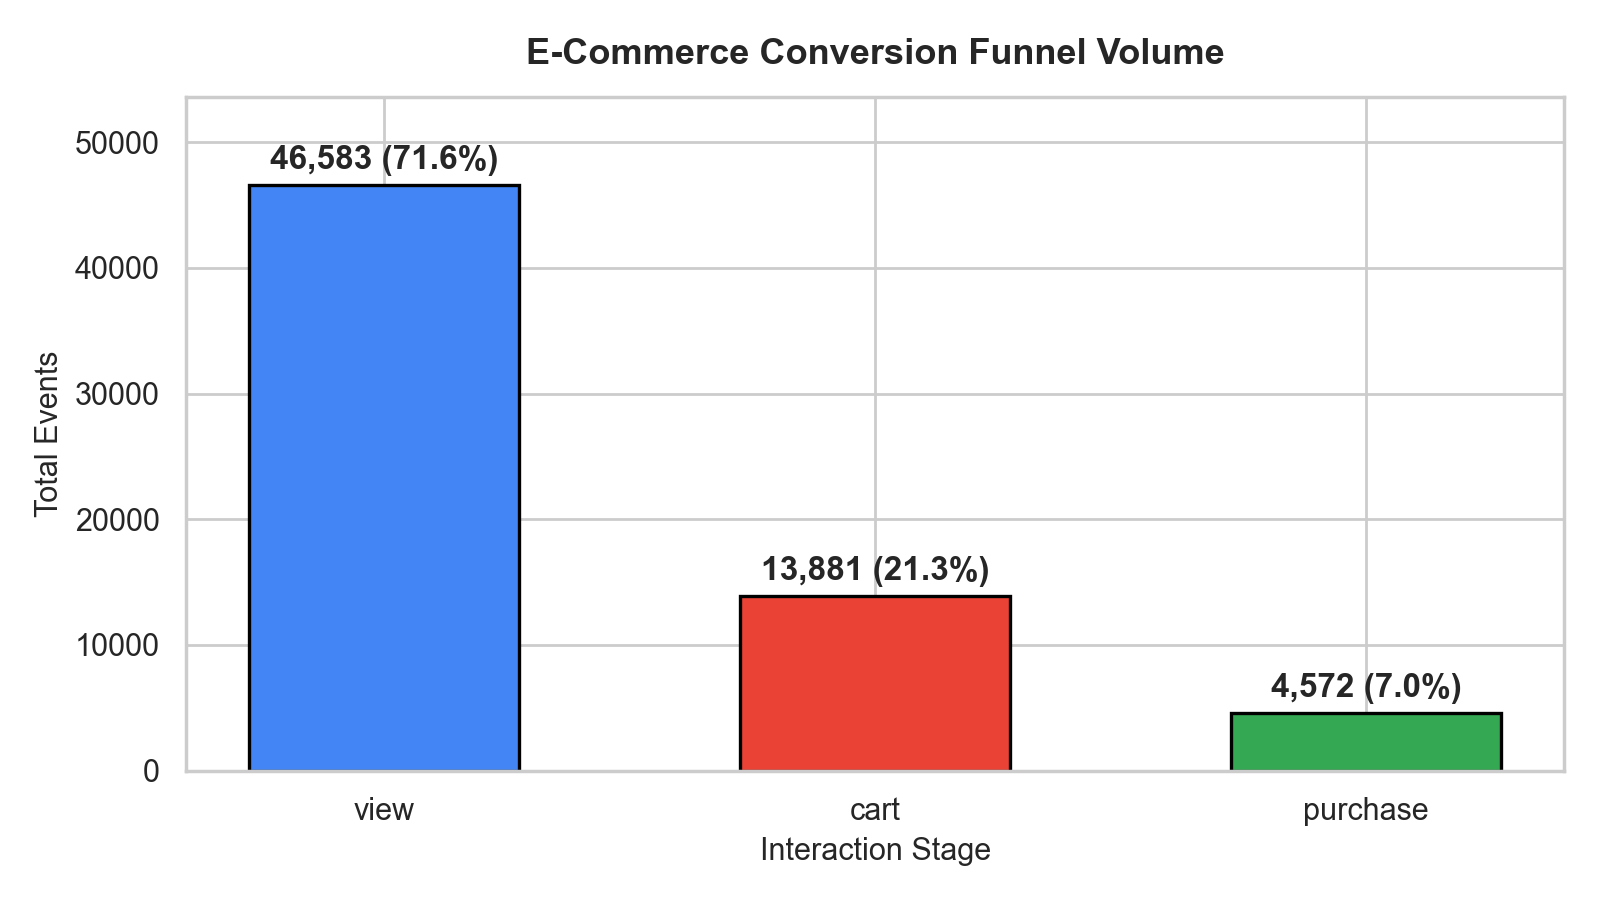 E-Commerce Conversion Funnel Volume
50000
46,583 (71.6%)
40000
30000
Total Events
20000
13,881 (21.3%)
10000
4,572 (7.0%)
0
view
cart
purchase
Interaction Stage